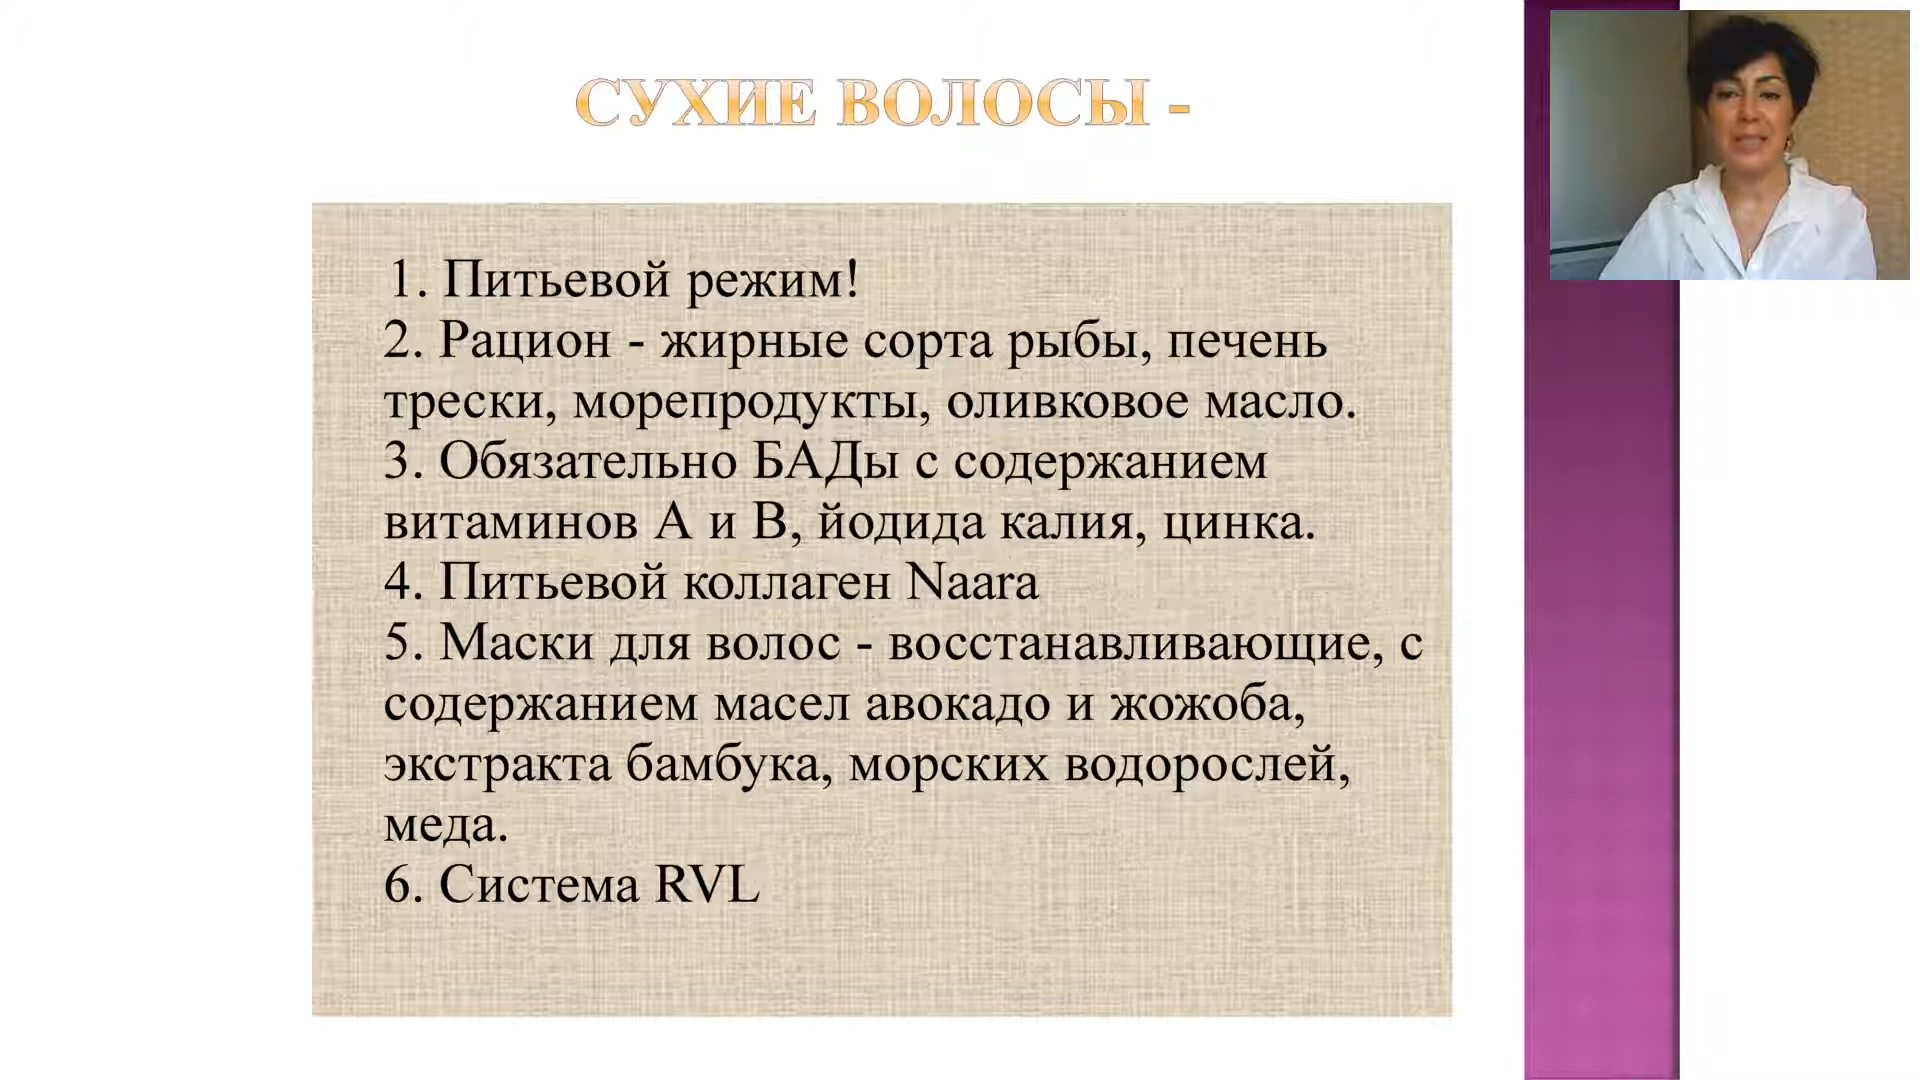 СУХИЕ ВОЛОСЫ -
1. Питьевой режим!
2. Рацион - жирные сорта рыбы, печень
трески, морепродукты, оливковое масло.
3. Обязательно БАДы с содержанием
витаминов А и В, йодида калия, цинка.
4. Питьевой коллаген Naara
5. Маски для волос - восстанавливающие, с
содержанием масел авокадо и жожоба,
экстракта бамбука, морских водорослей,
меда.
6. Система RVL